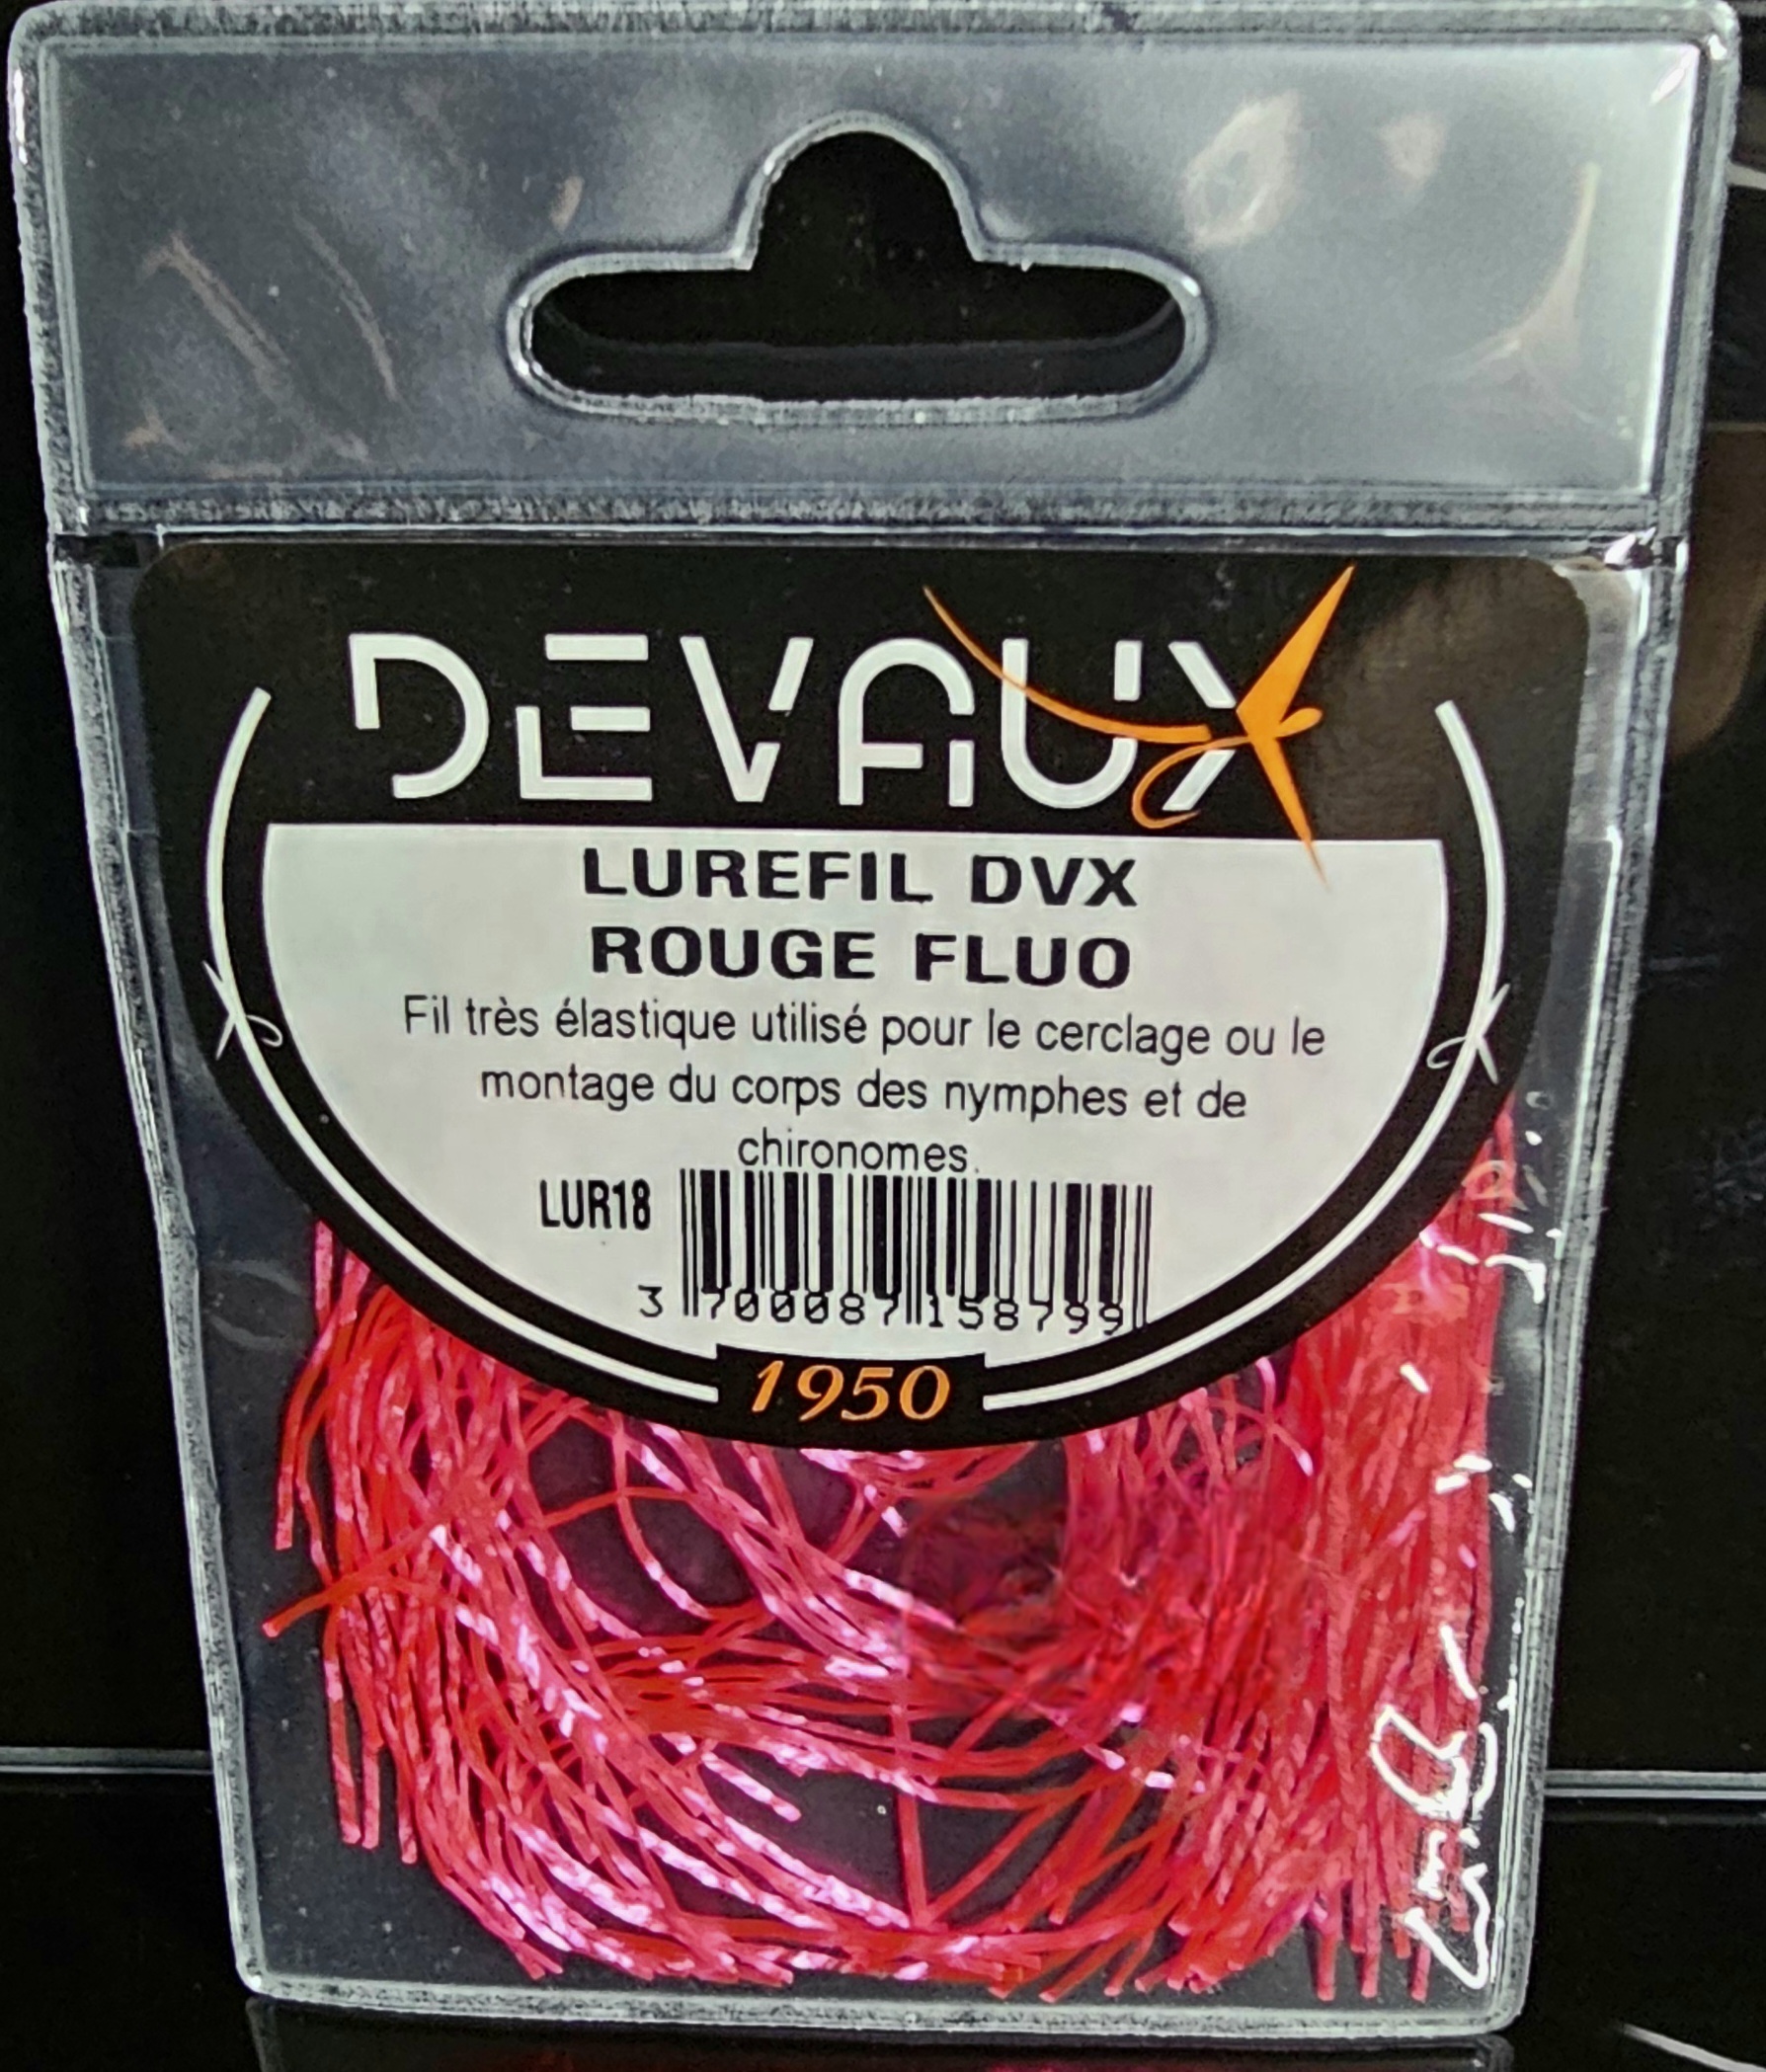 DEVAUX
LUREFIL DVX
ROUGE FLUO
Fil très élastique utilisé pour le cerclage ou le
montage du corps des nymphes et de
chironomes.
LUR18
3 700087 158799
1950